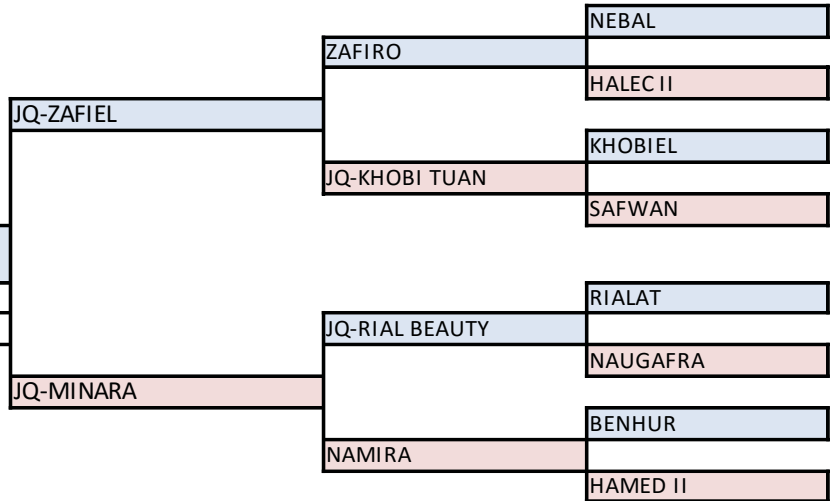 NEBAL
ZAFIRO
HALEC II
JQ-ZAFIEL
KHOBIEL
JQ-KHOBI TUAN
SAFWAN
RIALAT
JQ-RIAL BEAUTY
NAUGAFRA
JQ-MINARA
BENHUR
NAMIRA
HAMED II